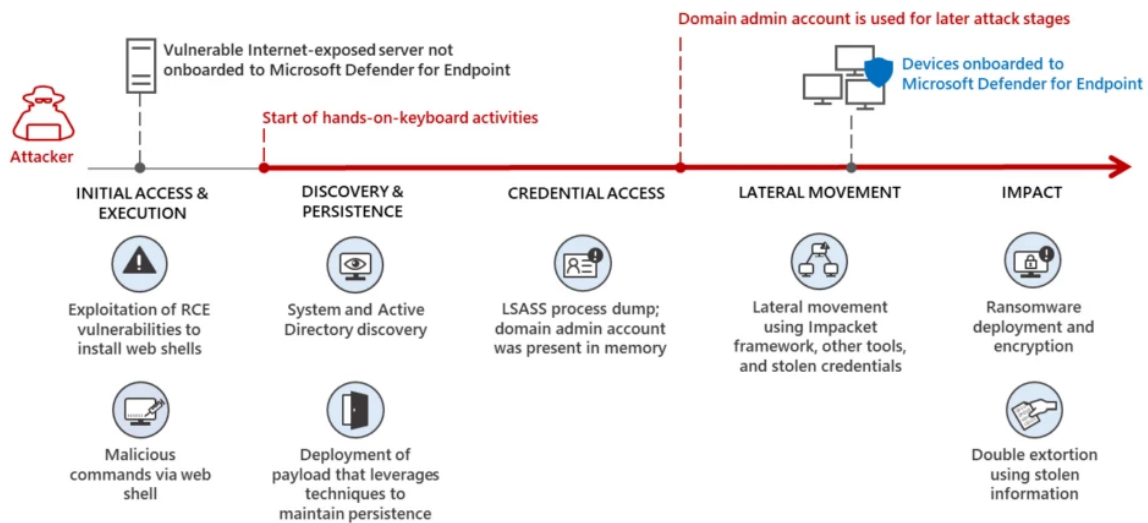 Domain admin account is used for later attack stages
Vulnerable Internet-exposed server not
onboarded to Microsoft Defender for Endpoint
Devices onboarded to
Microsoft Defender for Endpoint
Start of hands-on-keyboard activities
Attacker
INITIAL ACCESS &
EXECUTION
DISCOVERY &
PERSISTENCE
CREDENTIAL ACCESS
LATERAL MOVEMENT
IMPACT
Exploitation of RCE
vulnerabilities to
install web shells
System and Active
Directory discovery
LSASS process dump;
domain admin account
was present in memory
Lateral movement
using Impacket
framework, other tools,
and stolen credentials
Ransomware
deployment and
encryption
Malicious
commands via web
shell
Deployment of
payload that leverages
techniques to
maintain persistence
Double extortion
using stolen
information